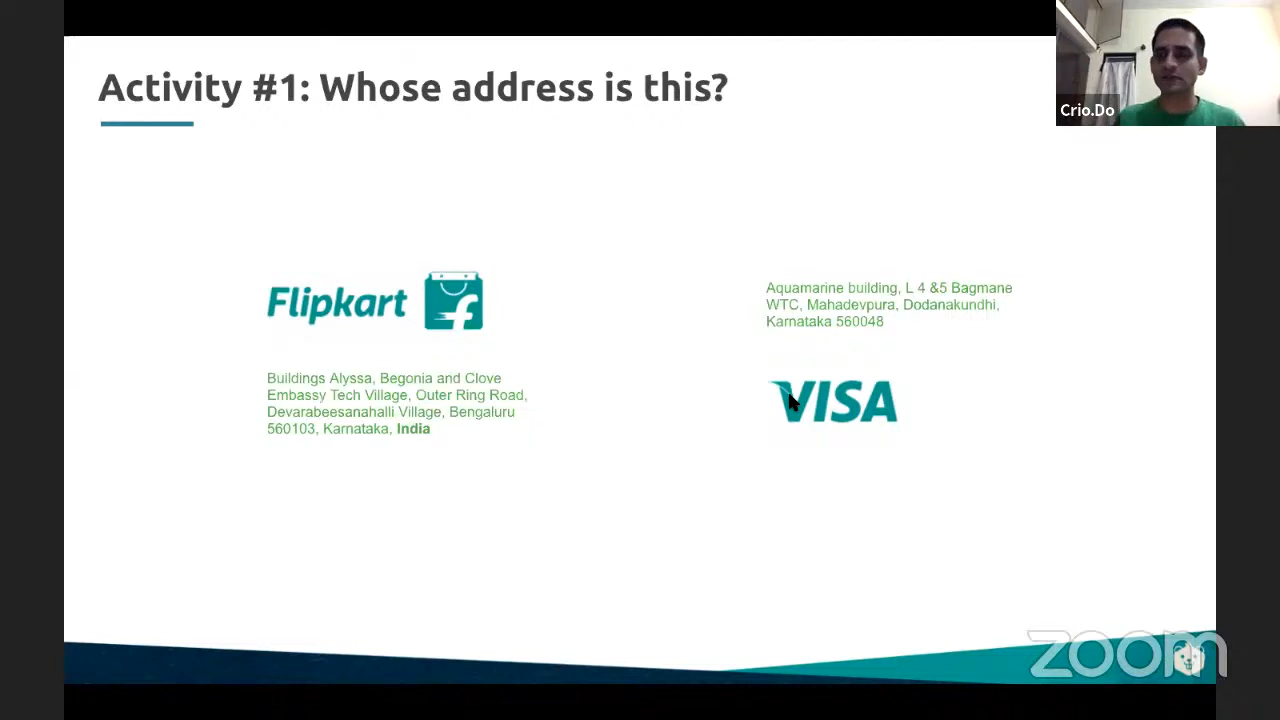 Activity #1: Whose address is this?
Crio.Do
Flipkart
Buildings Alyssa, Begonia and Clove
Embassy Tech Village, Outer Ring Road,
Devarabeesanahalli Village, Bengaluru
560103, Karnataka, India
Aquamarine building, L 4 &5 Bagmane
WTC, Mahadevpura, Dodanakundhi,
Karnataka 560048
VISA
zoom